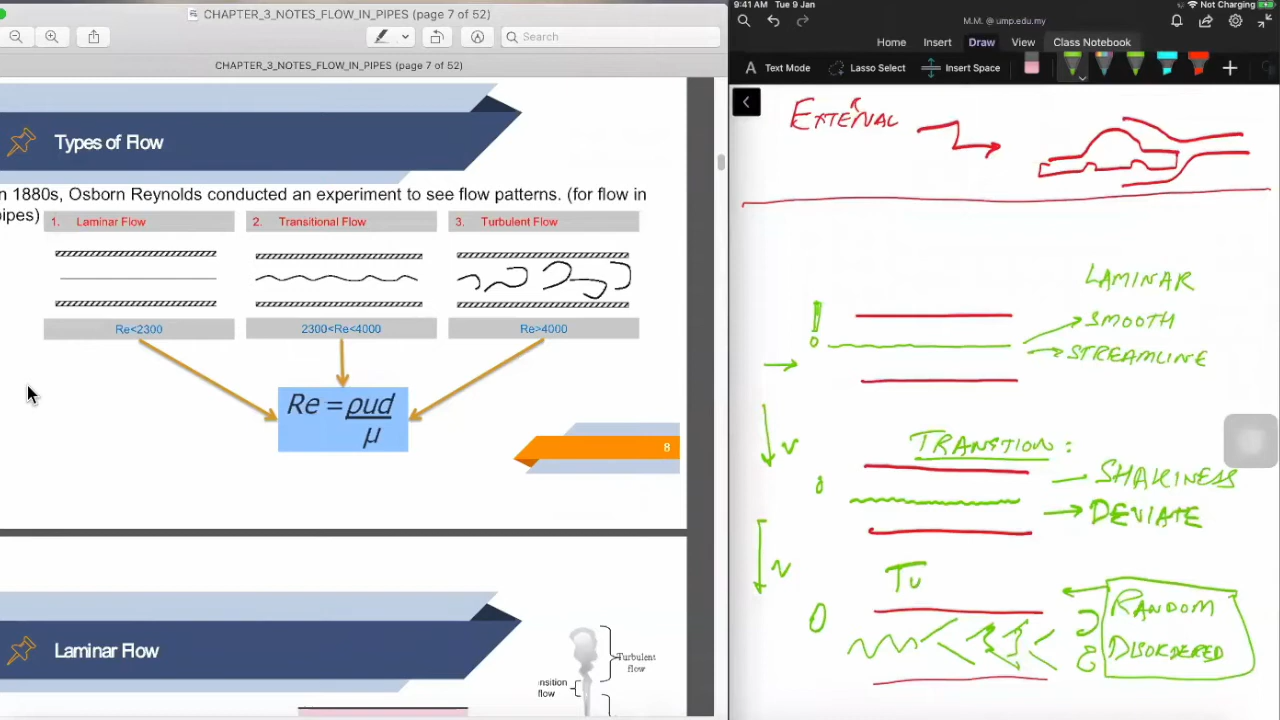 CHAPTER_3_NOTES_FLOW_IN_PIPES (page 7 of 52)
Search
CHAPTER_3_NOTES_FLOW_IN_PIPES (page 7 of 52)
Types of Flow
n 1880s, Osborn Reynolds conducted an experiment to see flow patterns. (for flow in
pipes)
1. Laminar Flow
2. Transitional Flow
3. Turbulent Flow
Re<2300
2300<Re<4000
Re>4000
Re = ρud
μ
8
Laminar Flow
Turbulent
flow
nsition
flow
9:41 AM Tue 9 Jan
Not Charging
M.M. @ ump.edu.my
Home Insert Draw View Class Notebook
A Text Mode Lasso Select Insert Space
EXTERNAL
LAMINAR
SMOOTH
STREAMLINE
TRANSTION :
V
SHAKINESS
DEVIATE
TU
V
RANDOM
DISORDERED